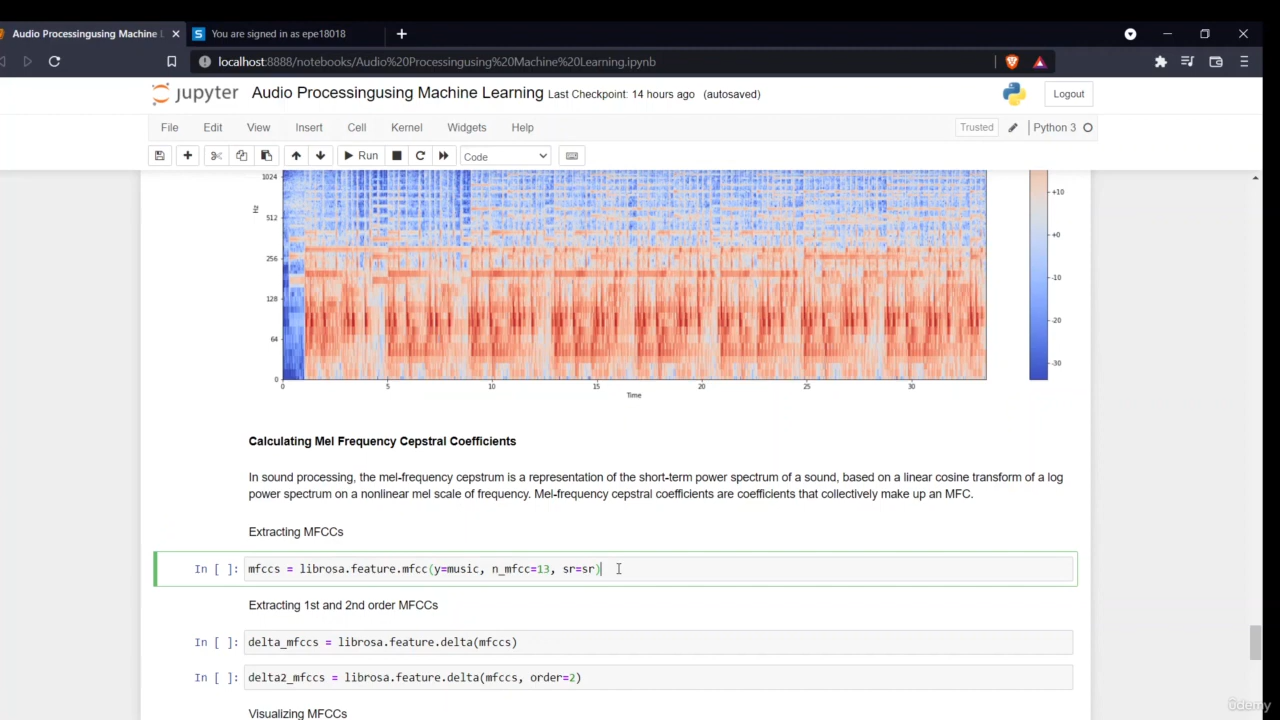 Audio Processingusing Machine L
You are signed in as epe18018
localhost:8888/notebooks/Audio%20Processingusing%20Machine%20Learning.ipynb
jupyter Audio Processingusing Machine Learning Last Checkpoint: 14 hours ago (autosaved)
Logout
File Edit View Insert Cell Kernel Widgets Help
Trusted
Python 3
Run
Code
1024
512
256
128
64
0
Hz
0 5 10 15 20 25 30
Time
+10
+0
-10
-20
-30
Calculating Mel Frequency Cepstral Coefficients
In sound processing, the mel-frequency cepstrum is a representation of the short-term power spectrum of a sound, based on a linear cosine transform of a log
power spectrum on a nonlinear mel scale of frequency. Mel-frequency cepstral coefficients are coefficients that collectively make up an MFC.
Extracting MFCCs
In [ ]: mfccs = librosa.feature.mfcc(y=music, n_mfcc=13, sr=sr)
Extracting 1st and 2nd order MFCCs
In [ ]: delta_mfccs = librosa.feature.delta(mfccs)
In [ ]: delta2_mfccs = librosa.feature.delta(mfccs, order=2)
Visualizing MFCCs
ûdemy